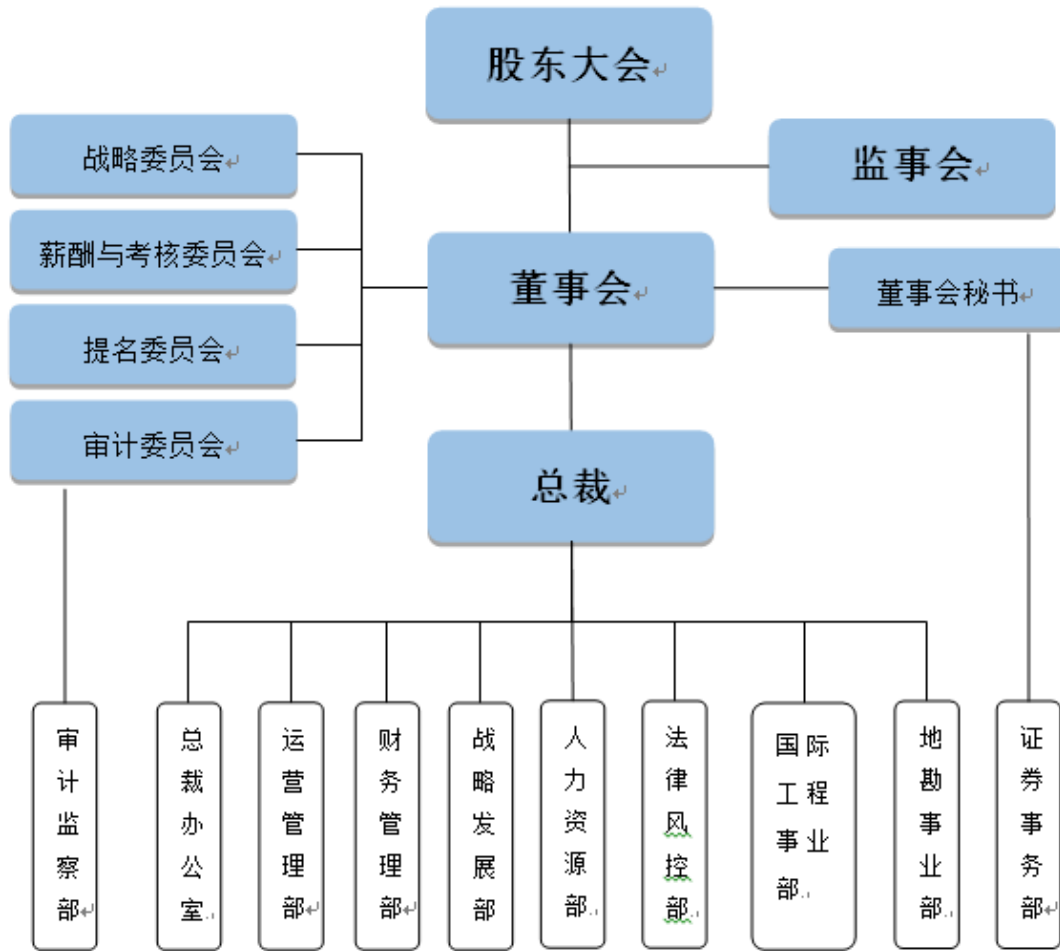 股东大会
战略委员会
监事会
薪酬与考核委员会
董事会
董事会秘书
提名委员会
审计委员会
总裁
审计监察部
总裁办公室
运营管理部
财务管理部
战略发展部
人力资源部
法律风控部
国际工程事业部
地勘事业部
证券事务部